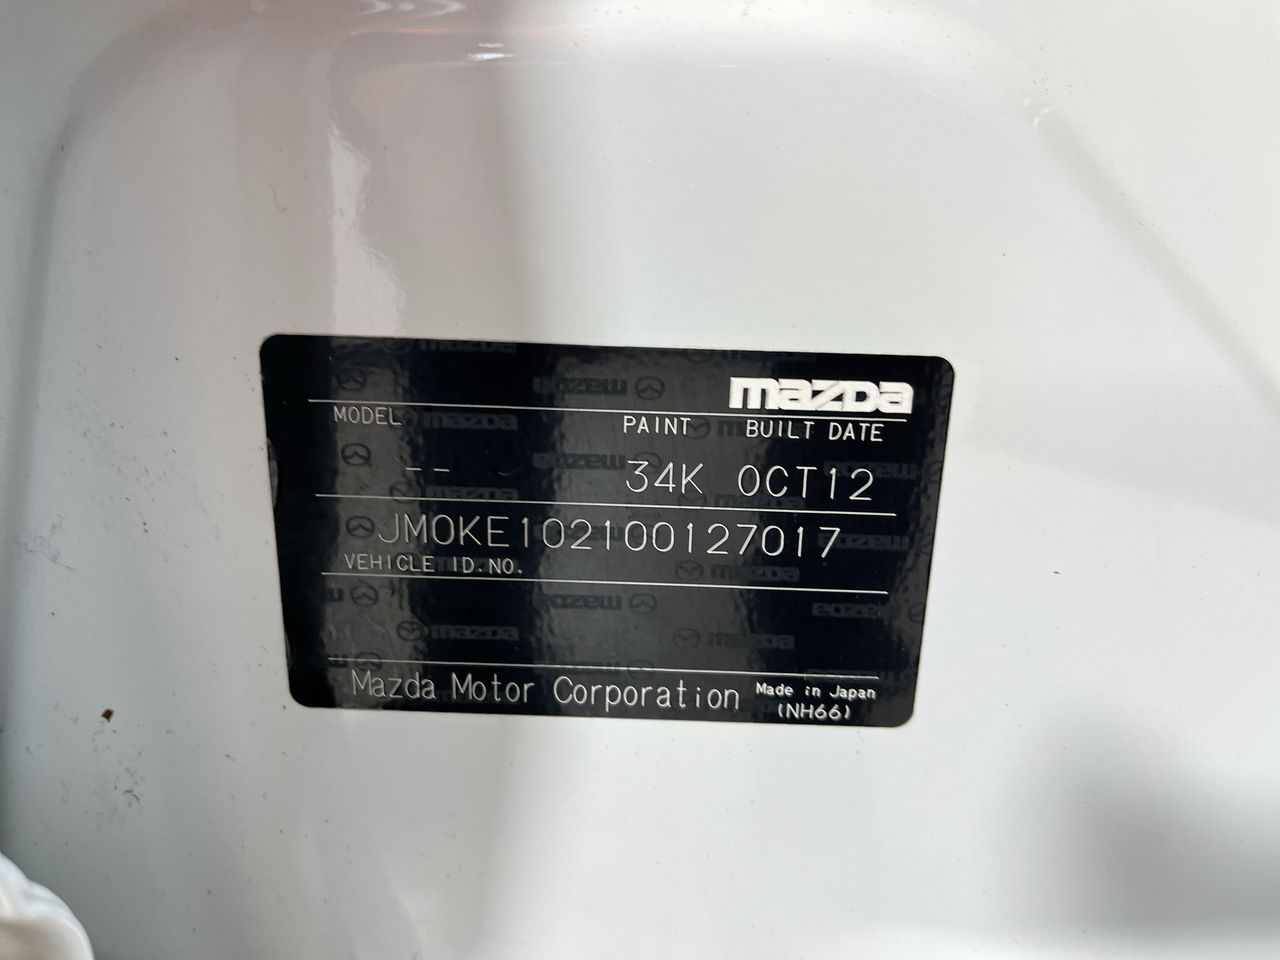 mazda
MODEL PAINT BUILT DATE
-- 34K OCT12
JM0KE102100127017
VEHICLE ID.NO.
Mazda Motor Corporation Made in Japan
(NH66)